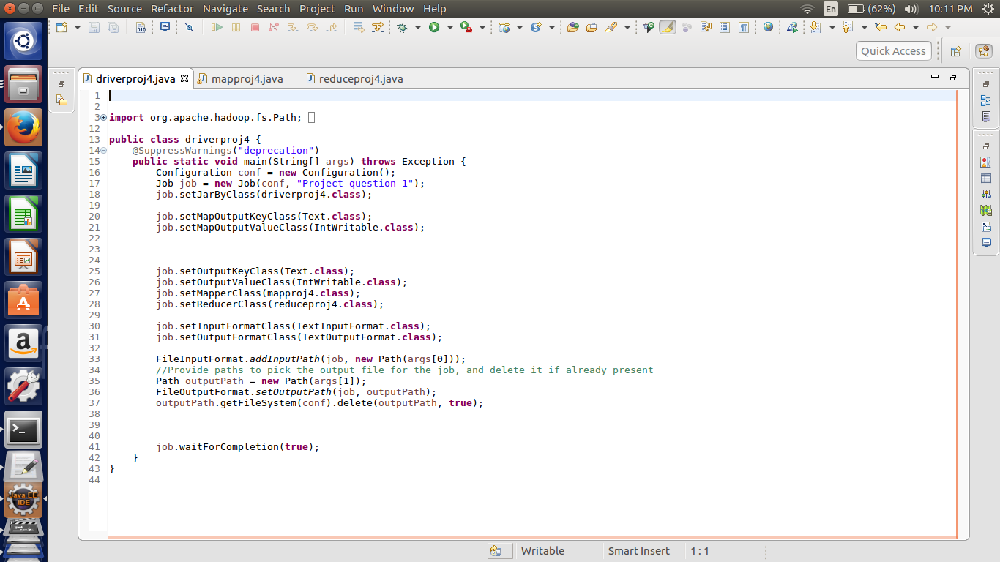 File Edit Source Refactor Navigate Search Project Run Window Help
En (62%) 10:11 PM
Quick Access
driverproj4.java mapproj4.java reduceproj4.java
1
2
3 import org.apache.hadoop.fs.Path;
12
13 public class driverproj4 {
14 @SuppressWarnings("deprecation")
15 public static void main(String[] args) throws Exception {
16 Configuration conf = new Configuration();
17 Job job = new Job(conf, "Project question 1");
18 job.setJarByClass(driverproj4.class);
19
20 job.setMapOutputKeyClass(Text.class);
21 job.setMapOutputValueClass(IntWritable.class);
22
23
24
25 job.setOutputKeyClass(Text.class);
26 job.setOutputValueClass(IntWritable.class);
27 job.setMapperClass(mapproj4.class);
28 job.setReducerClass(reduceproj4.class);
29
30 job.setInputFormatClass(TextInputFormat.class);
31 job.setOutputFormatClass(TextOutputFormat.class);
32
33 FileInputFormat.addInputPath(job, new Path(args[0]));
34 //Provide paths to pick the output file for the job, and delete it if already present
35 Path outputPath = new Path(args[1]);
36 FileOutputFormat.setOutputPath(job, outputPath);
37 outputPath.getFileSystem(conf).delete(outputPath, true);
38
39
40
41 job.waitForCompletion(true);
42 }
43 }
44
Java EE
IDE
Writable Smart Insert 1 : 1